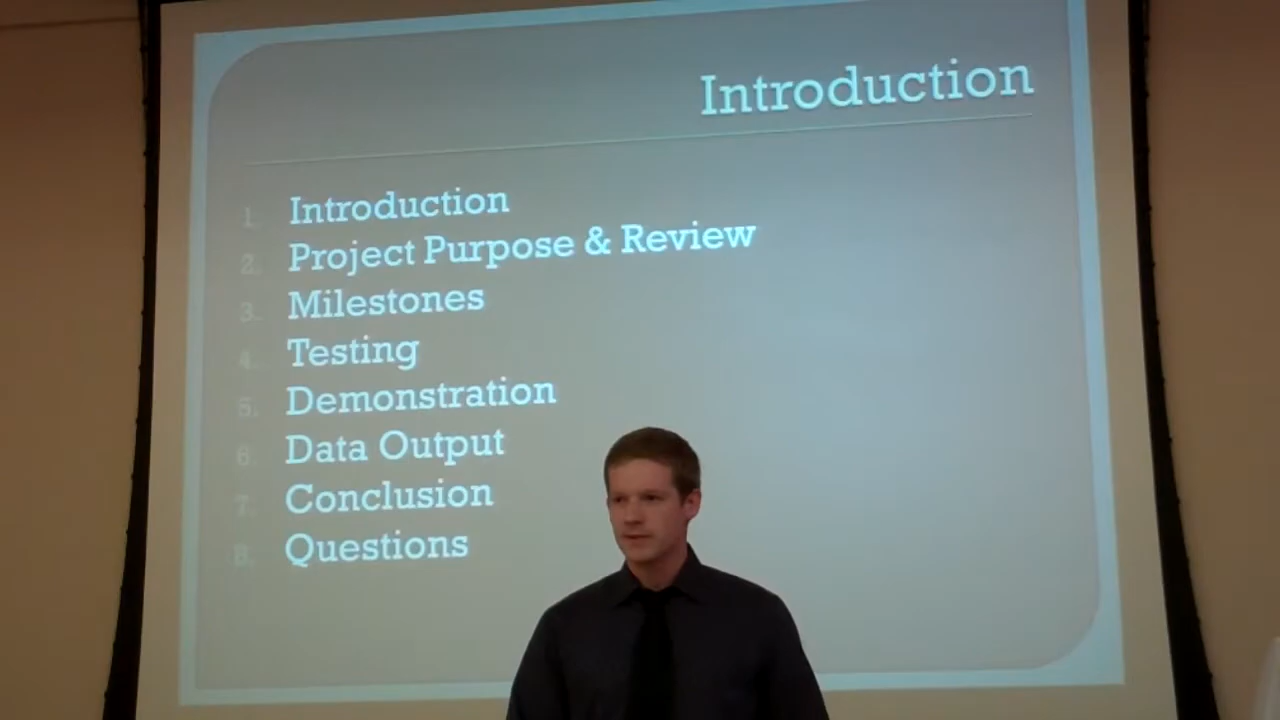 Introduction
1. Introduction
2. Project Purpose & Review
3. Milestones
4. Testing
5. Demonstration
6. Data Output
7. Conclusion
8. Questions